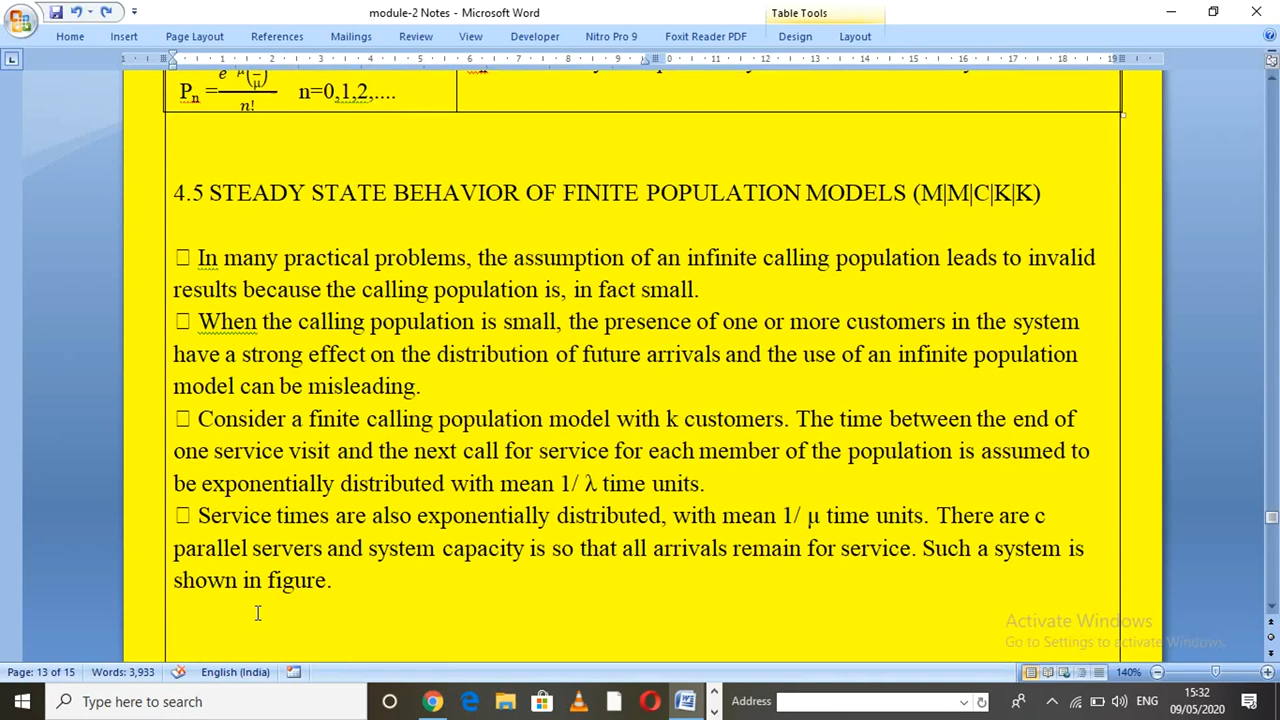 module-2 Notes - Microsoft Word
Table Tools
Home Insert Page Layout References Mailings Review View Developer Nitro Pro 9 Foxit Reader PDF Design Layout
Pn = n! n=0,1,2,....
4.5 STEADY STATE BEHAVIOR OF FINITE POPULATION MODELS (M|M|C|K|K)
□ In many practical problems, the assumption of an infinite calling population leads to invalid
results because the calling population is, in fact small.
□ When the calling population is small, the presence of one or more customers in the system
have a strong effect on the distribution of future arrivals and the use of an infinite population
model can be misleading.
□ Consider a finite calling population model with k customers. The time between the end of
one service visit and the next call for service for each member of the population is assumed to
be exponentially distributed with mean 1/ λ time units.
□ Service times are also exponentially distributed, with mean 1/ μ time units. There are c
parallel servers and system capacity is so that all arrivals remain for service. Such a system is
shown in figure.
Activate Windows
Go to Settings to activate Windows.
Page: 13 of 15 Words: 3,933 English (India) 140%
Type here to search Address ENG 15:32
09/05/2020